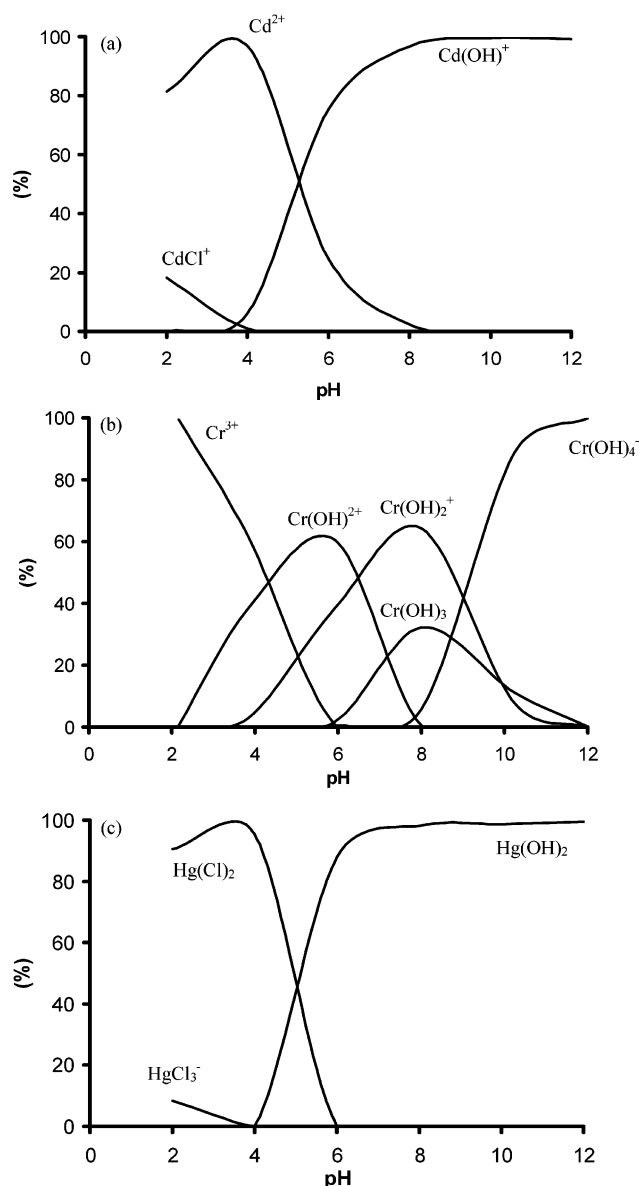 (a)
Cd²⁺
Cd(OH)⁺
CdCl⁺
100
80
60
40
20
0
(%)
0 2 4 6 8 10 12
pH
(b)
Cr³⁺
Cr(OH)₄⁻
Cr(OH)²⁺
Cr(OH)₂⁺
Cr(OH)₃
100
80
60
40
20
0
(%)
0 2 4 6 8 10 12
pH
(c)
Hg(Cl)₂
Hg(OH)₂
HgCl₃⁻
100
80
60
40
20
0
(%)
0 2 4 6 8 10 12
pH